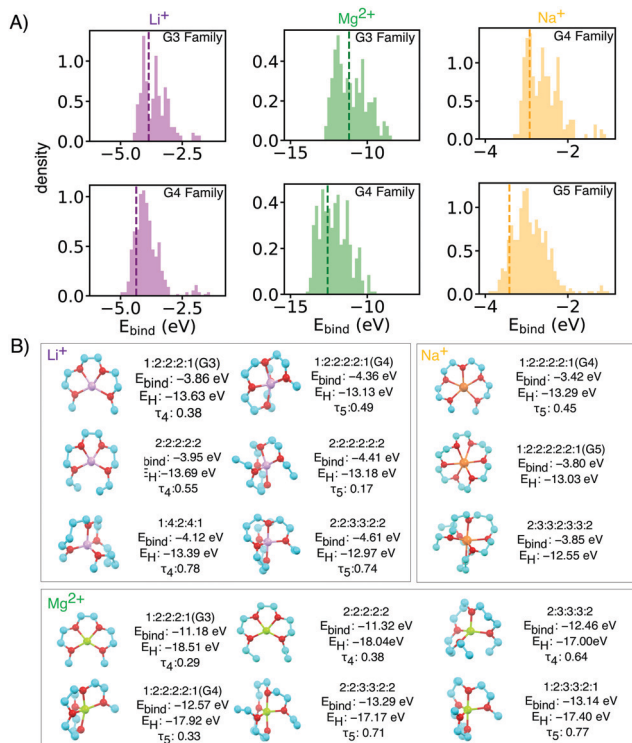 A)
Li+
Mg2+
Na+
G3 Family
G3 Family
G4 Family
1.0
0.5
0.0
−5.0
−2.5
0.4
0.2
0.0
−15
−10
1.0
0.5
0.0
−4
−2
density
G4 Family
G4 Family
G5 Family
1.0
0.5
0.0
−5.0
−2.5
Ebind (eV)
0.4
0.2
0.0
−15
−10
Ebind (eV)
1.0
0.5
0.0
−4
−2
Ebind (eV)
B)
Li+
1:2:2:2:1(G3)
Ebind: −3.86 eV
EH: −13.63 eV
τ4: 0.38
1:2:2:2:2:1(G4)
Ebind: −4.36 eV
EH: −13.13 eV
τ5: 0.49
2:2:2:2:2
bind: −3.95 eV
EH: −13.69 eV
τ4: 0.55
2:2:2:2:2:2
Ebind: −4.41 eV
EH: −13.18 eV
τ5: 0.17
1:4:2:4:1
Ebind: −4.12 eV
EH: −13.39 eV
τ4: 0.78
2:2:3:3:2:2
Ebind: −4.61 eV
EH: −12.97 eV
τ5: 0.74
Na+
1:2:2:2:2:1(G4)
Ebind: −3.42 eV
EH: −13.29 eV
τ5: 0.45
1:2:2:2:2:2:1(G5)
Ebind: −3.80 eV
EH: −13.03 eV
2:3:3:2:3:3:2
Ebind: −3.85 eV
EH: −12.55 eV
Mg2+
1:2:2:2:1(G3)
Ebind: −11.18 eV
EH: −18.51 eV
τ4:0.29
2:2:2:2:2
Ebind: −11.32 eV
EH: −18.04eV
τ4: 0.38
2:3:3:3:2
Ebind: −12.46 eV
EH: −17.00eV
τ4: 0.64
1:2:2:2:2:1(G4)
Ebind: −12.57 eV
EH: −17.92 eV
τ5: 0.33
2:2:3:3:2:2
Ebind: −13.29 eV
EH: −17.17 eV
τ5: 0.71
1:2:3:3:2:1
Ebind: −13.14 eV
EH: −17.40 eV
τ5: 0.77